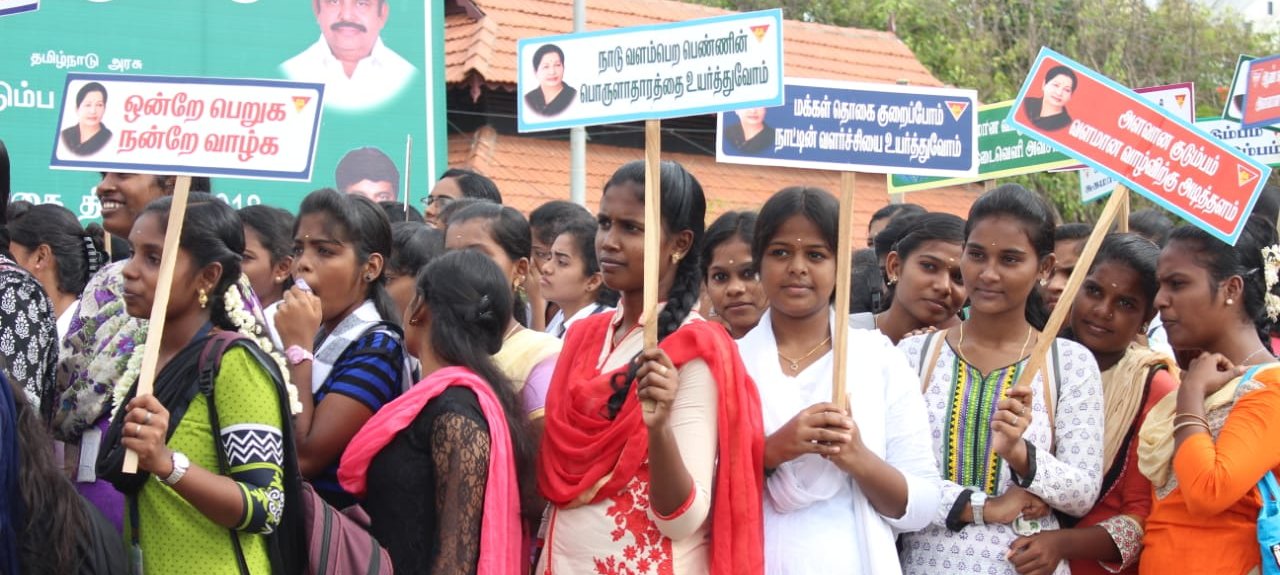 தமிழ்நாடு அரசு
ஒன்றே பெறுக
நன்றே வாழ்க
நாடு வளம்பெற பெண்ணின்
பொருளாதாரத்தை உயர்த்துவோம்
மக்கள் தொகை குறைப்போம்
நாட்டின் வளர்ச்சியை உயர்த்துவோம்
அளவான குடும்பம்
வளமான வாழ்விற்கு அடித்தளம்